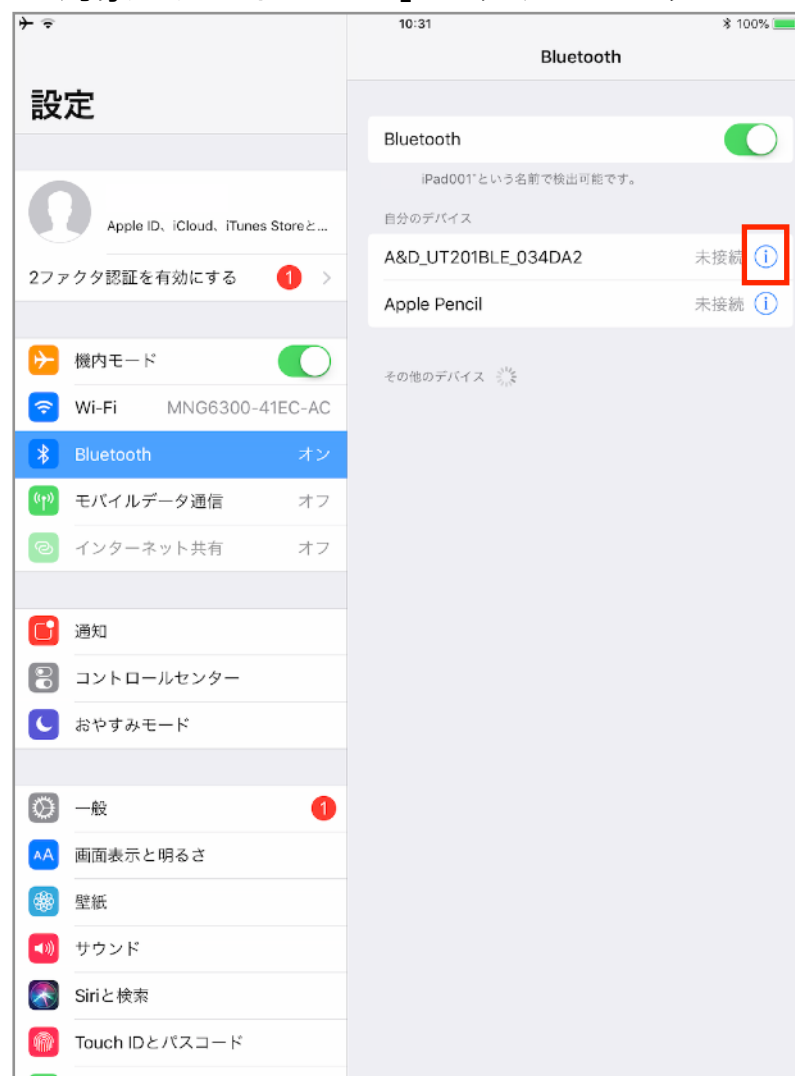 10:31
100%
Bluetooth
設定
Bluetooth
iPad001"という名前で検出可能です。
自分のデバイス
Apple ID、iCloud、iTunes Storeと...
A&D_UT201BLE_034DA2 未接続
2ファクタ認証を有効にする 1
Apple Pencil 未接続
機内モード
その他のデバイス
Wi-Fi MNG6300-41EC-AC
Bluetooth オン
モバイルデータ通信 オフ
インターネット共有 オフ
通知
コントロールセンター
おやすみモード
一般 1
AA 画面表示と明るさ
壁紙
サウンド
Siriと検索
Touch IDとパスコード